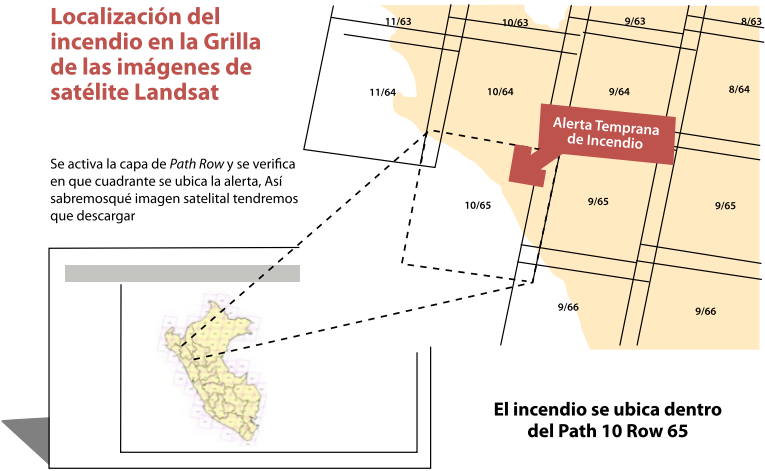 Localización del
incendio en la Grilla
de las imágenes de
satélite Landsat
Se activa la capa de Path Row y se verifica
en que cuadrante se ubica la alerta, Así
sabremosqué imagen satelital tendremos
que descargar
11/63
10/63
9/63
8/63
11/64
10/64
9/64
8/64
Alerta Temprana
de Incendio
10/65
9/65
9/65
9/66
9/66
El incendio se ubica dentro
del Path 10 Row 65